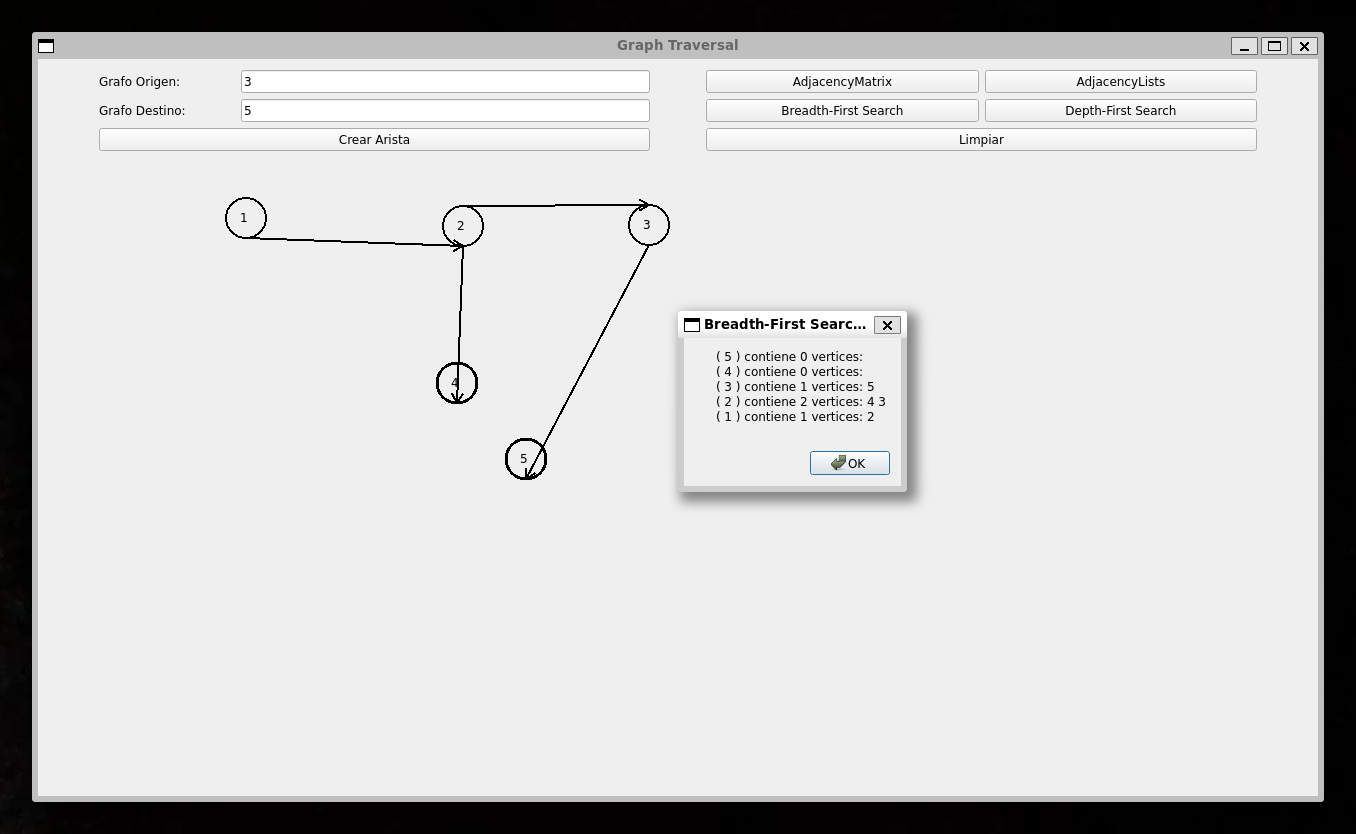 Graph Traversal
Grafo Origen: 3
AdjacencyMatrix
AdjacencyLists
Grafo Destino: 5
Breadth-First Search
Depth-First Search
Crear Arista
Limpiar
1
2
3
4
5
Breadth-First Searc...
( 5 ) contiene 0 vertices:
( 4 ) contiene 0 vertices:
( 3 ) contiene 1 vertices: 5
( 2 ) contiene 2 vertices: 4 3
( 1 ) contiene 1 vertices: 2
OK